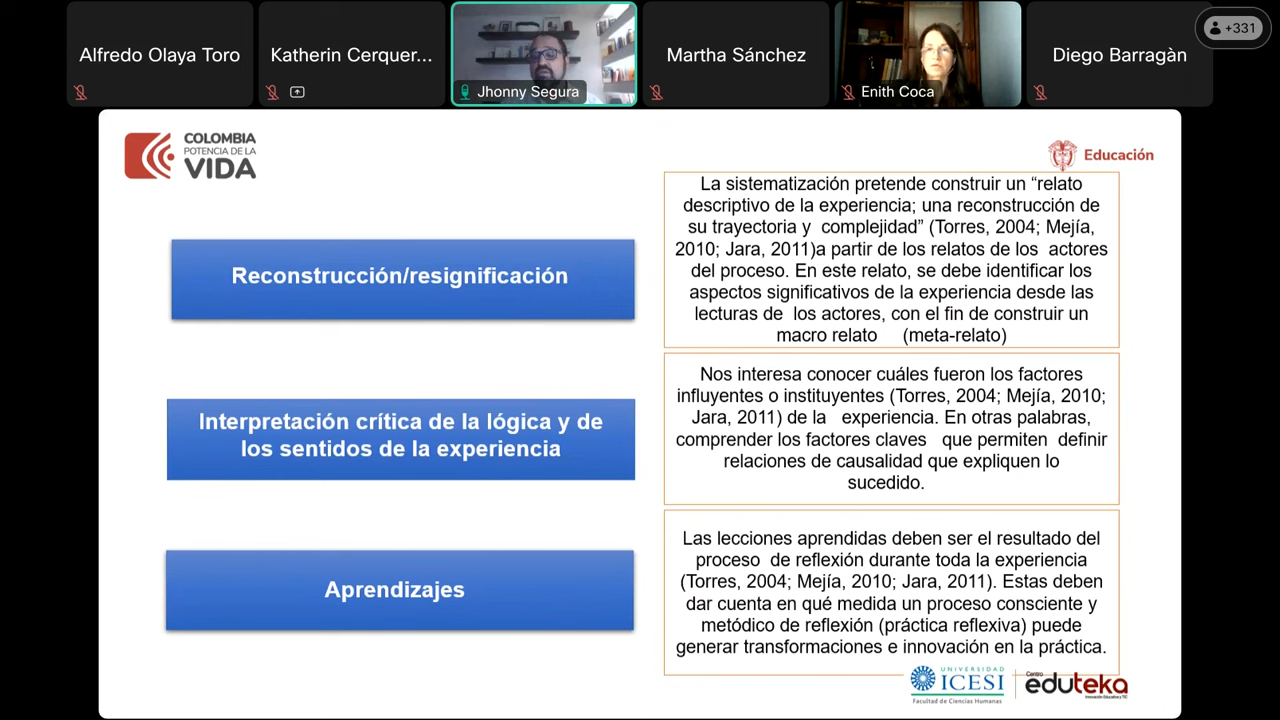 Alfredo Olaya Toro
Katherin Cerquer...
Jhonny Segura
Martha Sánchez
Enith Coca
Diego Barragàn
+331
COLOMBIA
POTENCIA DE LA
VIDA
Educación
Reconstrucción/resignificación
La sistematización pretende construir un “relato
descriptivo de la experiencia; una reconstrucción de
su trayectoria y complejidad” (Torres, 2004; Mejía,
2010; Jara, 2011)a partir de los relatos de los actores
del proceso. En este relato, se debe identificar los
aspectos significativos de la experiencia desde las
lecturas de los actores, con el fin de construir un
macro relato (meta-relato)
Interpretación crítica de la lógica y de
los sentidos de la experiencia
Nos interesa conocer cuáles fueron los factores
influyentes o instituyentes (Torres, 2004; Mejía, 2010;
Jara, 2011) de la experiencia. En otras palabras,
comprender los factores claves que permiten definir
relaciones de causalidad que expliquen lo
sucedido.
Aprendizajes
Las lecciones aprendidas deben ser el resultado del
proceso de reflexión durante toda la experiencia
(Torres, 2004; Mejía, 2010; Jara, 2011). Estas deben
dar cuenta en qué medida un proceso consciente y
metódico de reflexión (práctica reflexiva) puede
generar transformaciones e innovación en la práctica.
UNIVERSIDAD
ICESI
Facultad de Ciencias Humanas
Centro
eduteka
Innovación Educativa y TIC